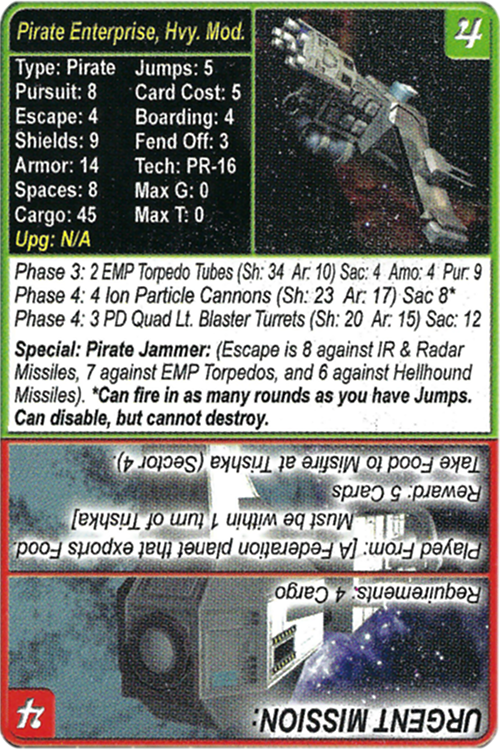 Pirate Enterprise, Hvy. Mod.
4
Type: Pirate Jumps: 5
Pursuit: 8 Card Cost: 5
Escape: 4 Boarding: 4
Shields: 9 Fend Off: 3
Armor: 14 Tech: PR-16
Spaces: 8 Max G: 0
Cargo: 45 Max T: 0
Upg: N/A
Phase 3: 2 EMP Torpedo Tubes (Sh: 34 Ar: 10) Sac: 4 Amo: 4 Pur: 9
Phase 4: 4 Ion Particle Cannons (Sh: 23 Ar: 17) Sac 8*
Phase 4: 3 PD Quad Lt. Blaster Turrets (Sh: 20 Ar: 15) Sac: 12
Special: Pirate Jammer: (Escape is 8 against IR & Radar
Missiles, 7 against EMP Torpedos, and 6 against Hellhound
Missiles). *Can fire in as many rounds as you have Jumps.
Can disable, but cannot destroy.
URGENT MISSION:
4
Requirements: 4 Cargo
Played From: [A Federation planet that exports Food
Must be within 1 turn of Trishka]
Reward: 5 Cards
Take Food to Misfire at Trishka (Sector 4).